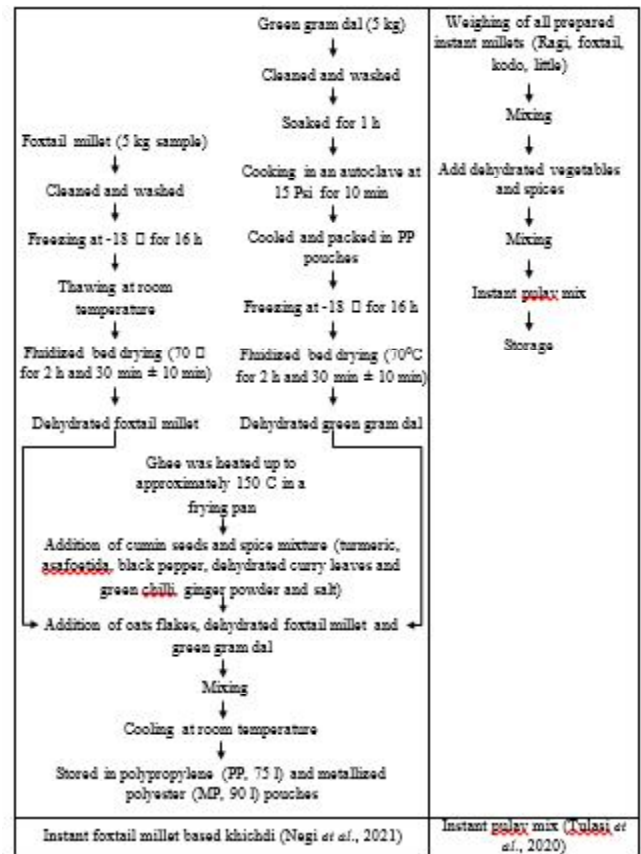 Foxtail millet (5 kg sample)
Cleaned and washed
Freezing at -18 □ for 16 h
Thawing at room
temperature
Fluidized bed drying (70 □
for 2 h and 30 min ± 10 min)
Dehydrated foxtail millet
Green gram dal (5 kg)
Cleaned and washed
Soaked for 1 h
Cooking in an autoclave at
15 Psi for 10 min
Cooled and packed in PP
pouches
Freezing at -18 □ for 16 h
Fluidized bed drying (70⁰C
for 2 h and 30 min ± 10 min)
Dehydrated green gram dal
Ghee was heated up to
approximately 150 C in a
frying pan
Addition of cumin seeds and spice mixture (turmeric,
asafoetida, black pepper, dehydrated curry leaves and
green chilli, ginger powder and salt)
Addition of oats flakes, dehydrated foxtail millet and
green gram dal
Mixing
Cooling at room temperature
Stored in polypropylene (PP, 75 l) and metallized
polyester (MP, 90 l) pouches
Instant foxtail millet based khichdi (Negi et al., 2021)
Weighing of all prepared
instant millets (Ragi, foxtail,
kodo, little)
Mixing
Add dehydrated vegetables
and spices
Mixing
Instant pulav mix
Storage
Instant pulav mix (Tulasi et
al., 2020)